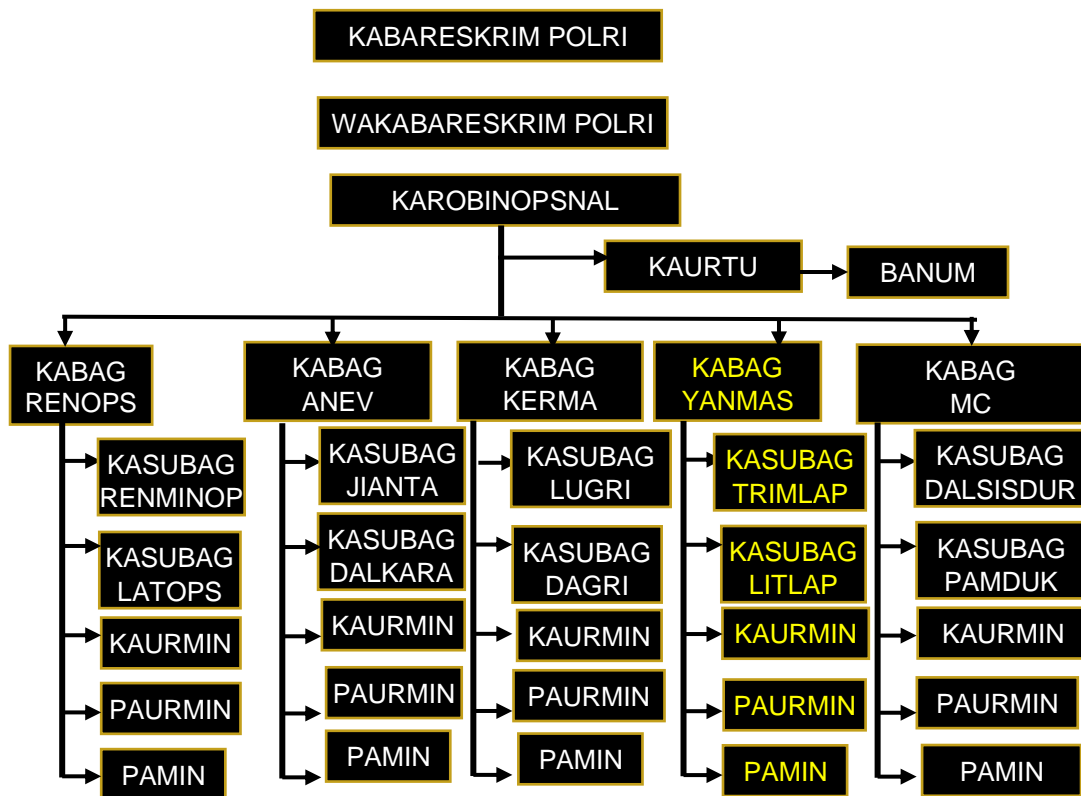 KABARESKRIM POLRI
WAKABARESKRIM POLRI
KAROBINOPSNAL
KAURTU
BANUM
KABAG
RENOPS
KASUBAG
RENMINOP
KASUBAG
LATOPS
KAURMIN
PAURMIN
PAMIN
KABAG
ANEV
KASUBAG
JIANTA
KASUBAG
DALKARA
KAURMIN
PAURMIN
PAMIN
KABAG
KERMA
KASUBAG
LUGRI
KASUBAG
DAGRI
KAURMIN
PAURMIN
PAMIN
KABAG
YANMAS
KASUBAG
TRIMLAP
KASUBAG
LITLAP
KAURMIN
PAURMIN
PAMIN
KABAG
MC
KASUBAG
DALSISDUR
KASUBAG
PAMDUK
KAURMIN
PAURMIN
PAMIN